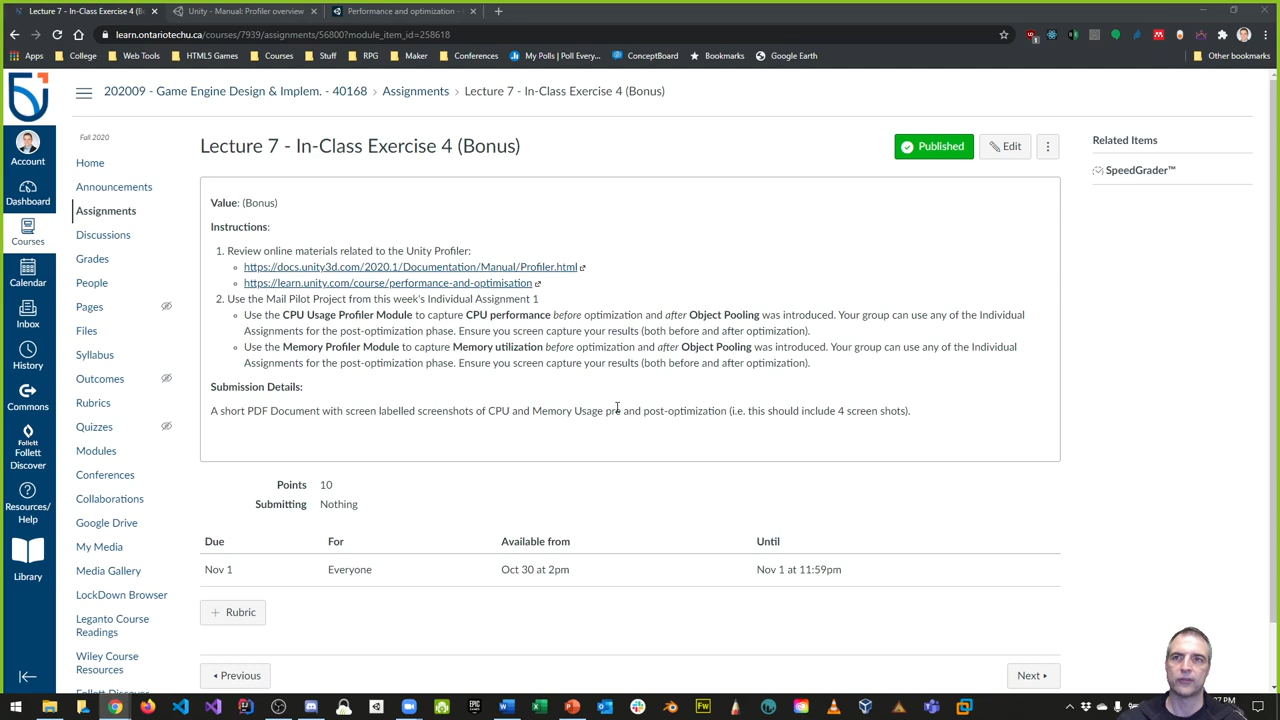 Lecture 7 - In-Class Exercise 4 (B
Unity - Manual: Profiler overview
Performance and optimisation -
learn.ontariotechu.ca/courses/7939/assignments/56800?module_item_id=258618
Apps College Web Tools HTML5 Games Courses Stuff RPG Maker Conferences My Polls | Poll Every... ConceptBoard Bookmarks Google Earth Other bookmarks
202009 - Game Engine Design & Implem. - 40168 › Assignments › Lecture 7 - In-Class Exercise 4 (Bonus)
Account
Dashboard
Courses
Calendar
Inbox
History
Commons
Follett
Follett
Discover
Resources/
Help
Library
Fall 2020
Home
Announcements
Assignments
Discussions
Grades
People
Pages
Files
Syllabus
Outcomes
Rubrics
Quizzes
Modules
Conferences
Collaborations
Google Drive
My Media
Media Gallery
LockDown Browser
Leganto Course
Readings
Wiley Course
Resources
Follett Discover
Lecture 7 - In-Class Exercise 4 (Bonus)
Published
Edit
Related Items
SpeedGrader™
Value: (Bonus)
Instructions:
1. Review online materials related to the Unity Profiler:
https://docs.unity3d.com/2020.1/Documentation/Manual/Profiler.html
https://learn.unity.com/course/performance-and-optimisation
2. Use the Mail Pilot Project from this week's Individual Assignment 1
Use the CPU Usage Profiler Module to capture CPU performance before optimization and after Object Pooling was introduced. Your group can use any of the Individual
Assignments for the post-optimization phase. Ensure you screen capture your results (both before and after optimization).
Use the Memory Profiler Module to capture Memory utilization before optimization and after Object Pooling was introduced. Your group can use any of the Individual
Assignments for the post-optimization phase. Ensure you screen capture your results (both before and after optimization).
Submission Details:
A short PDF Document with screen labelled screenshots of CPU and Memory Usage pre and post-optimization (i.e. this should include 4 screen shots).
Points 10
Submitting Nothing
Due For Available from Until
Nov 1 Everyone Oct 30 at 2pm Nov 1 at 11:59pm
+ Rubric
◂ Previous
Next ▸
EPIC
GAMES
Fw